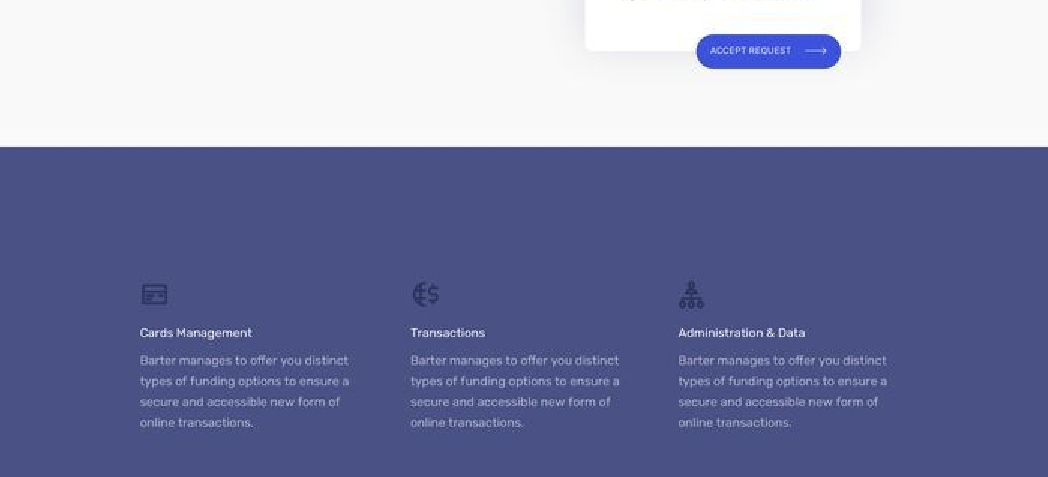 ACCEPT REQUEST
Cards Management
Barter manages to offer you distinct
types of funding options to ensure a
secure and accessible new form of
online transactions.
Transactions
Barter manages to offer you distinct
types of funding options to ensure a
secure and accessible new form of
online transactions.
Administration & Data
Barter manages to offer you distinct
types of funding options to ensure a
secure and accessible new form of
online transactions.